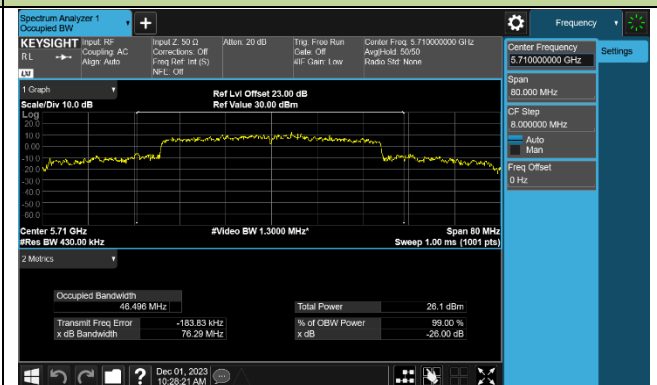 Spectrum Analyzer 1
Occupied BW
+
Frequency
KEYSIGHT
RL
LXI
Input: RF
Coupling: AC
Align: Auto
Input Z: 50 Ω
Corrections: Off
Freq Ref: Int (S)
NFE: Off
Atten: 20 dB
Trig: Free Run
Gate: Off
#IF Gain: Low
Center Freq: 5.710000000 GHz
Avg|Hold: 50/50
Radio Std: None
Center Frequency
5.710000000 GHz
Settings
Span
80.000 MHz
CF Step
8.000000 MHz
Auto
Man
Freq Offset
0 Hz
1 Graph
Scale/Div 10.0 dB
Ref Lvl Offset 23.00 dB
Ref Value 30.00 dBm
Log
20.0
10.0
0.00
-10.0
-20.0
-30.0
-40.0
-50.0
-60.0
Center 5.71 GHz
#Res BW 430.00 kHz
#Video BW 1.3000 MHz*
Span 80 MHz
Sweep 1.00 ms (1001 pts)
2 Metrics
Occupied Bandwidth
46.496 MHz
Total Power 26.1 dBm
Transmit Freq Error -183.83 kHz
% of OBW Power 99.00 %
x dB Bandwidth 76.29 MHz
x dB -26.00 dB
?
Dec 01, 2023
10:28:21 AM